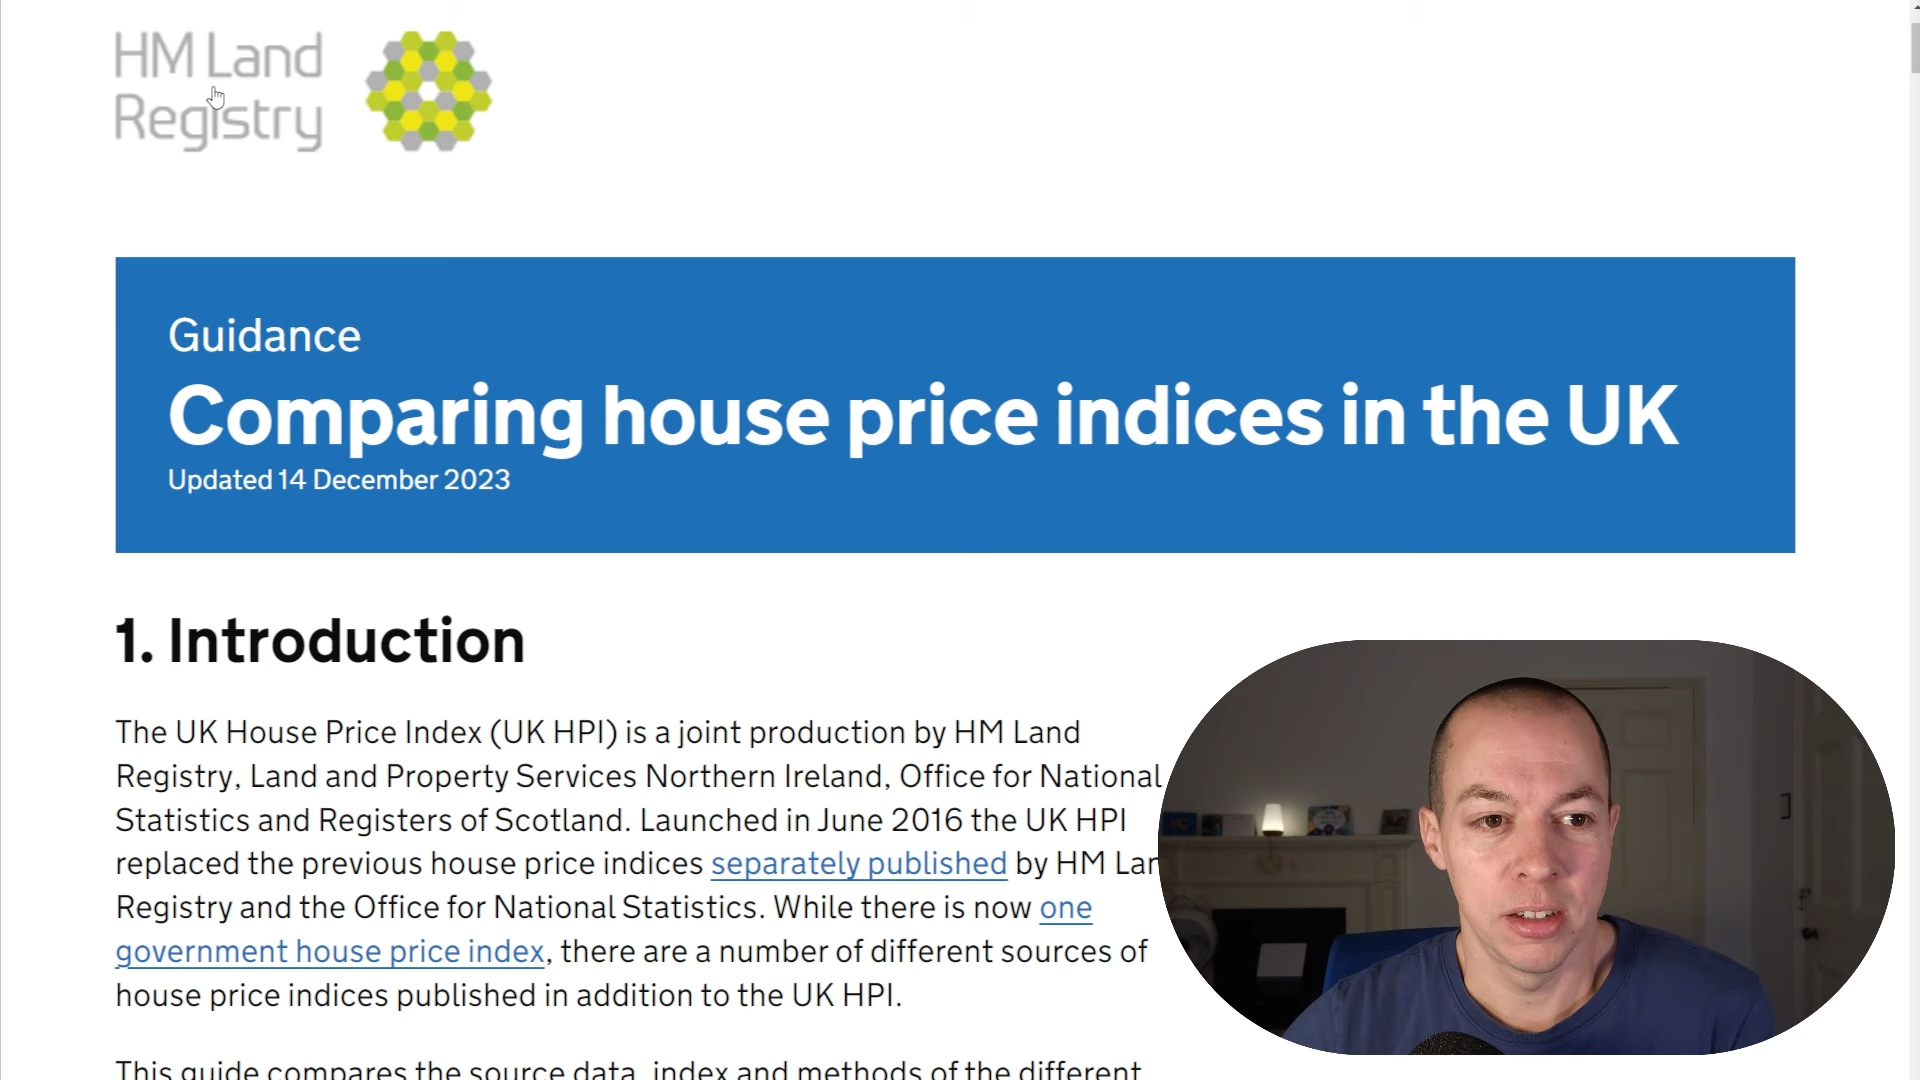 HM Land
Registry
Guidance
Comparing house price indices in the UK
Updated 14 December 2023
1. Introduction
The UK House Price Index (UK HPI) is a joint production by HM Land
Registry, Land and Property Services Northern Ireland, Office for National
Statistics and Registers of Scotland. Launched in June 2016 the UK HPI
replaced the previous house price indices separately published by HM Lan
Registry and the Office for National Statistics. While there is now one
government house price index, there are a number of different sources of
house price indices published in addition to the UK HPI.
This guide compares the source data, index and methods of the different